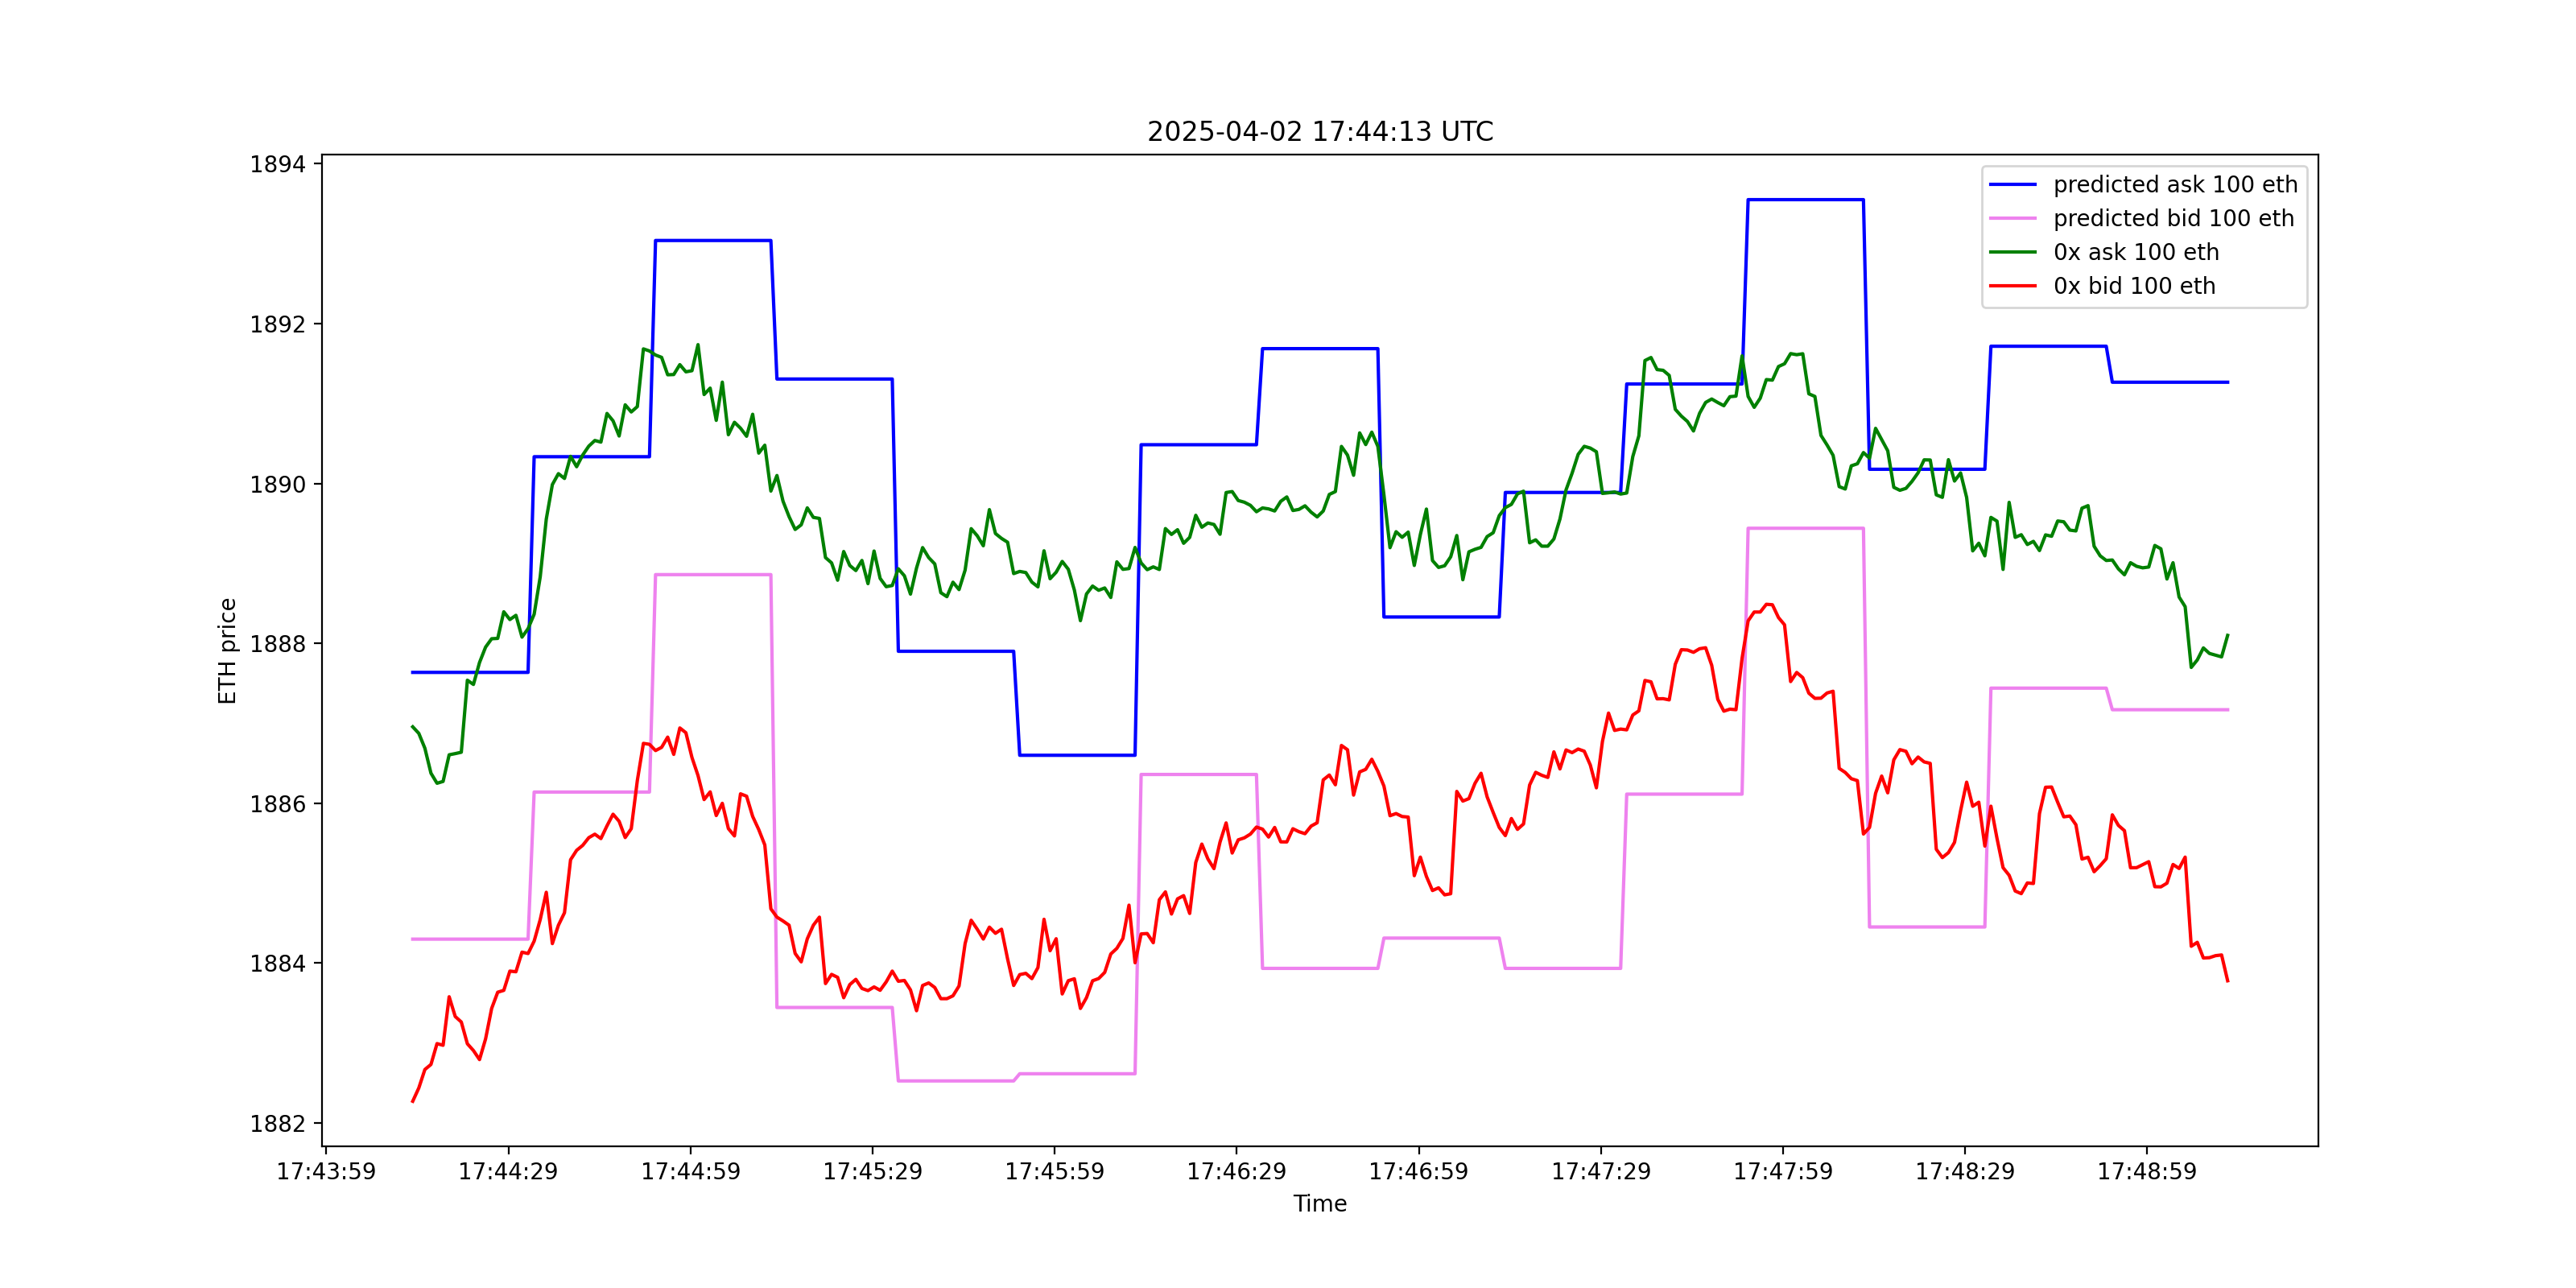 2025-04-02 17:44:13 UTC
1894
1892
1890
1888
1886
1884
1882
ETH price
predicted ask 100 eth
predicted bid 100 eth
0x ask 100 eth
0x bid 100 eth
17:43:59 17:44:29 17:44:59 17:45:29 17:45:59 17:46:29 17:46:59 17:47:29 17:47:59 17:48:29 17:48:59
Time